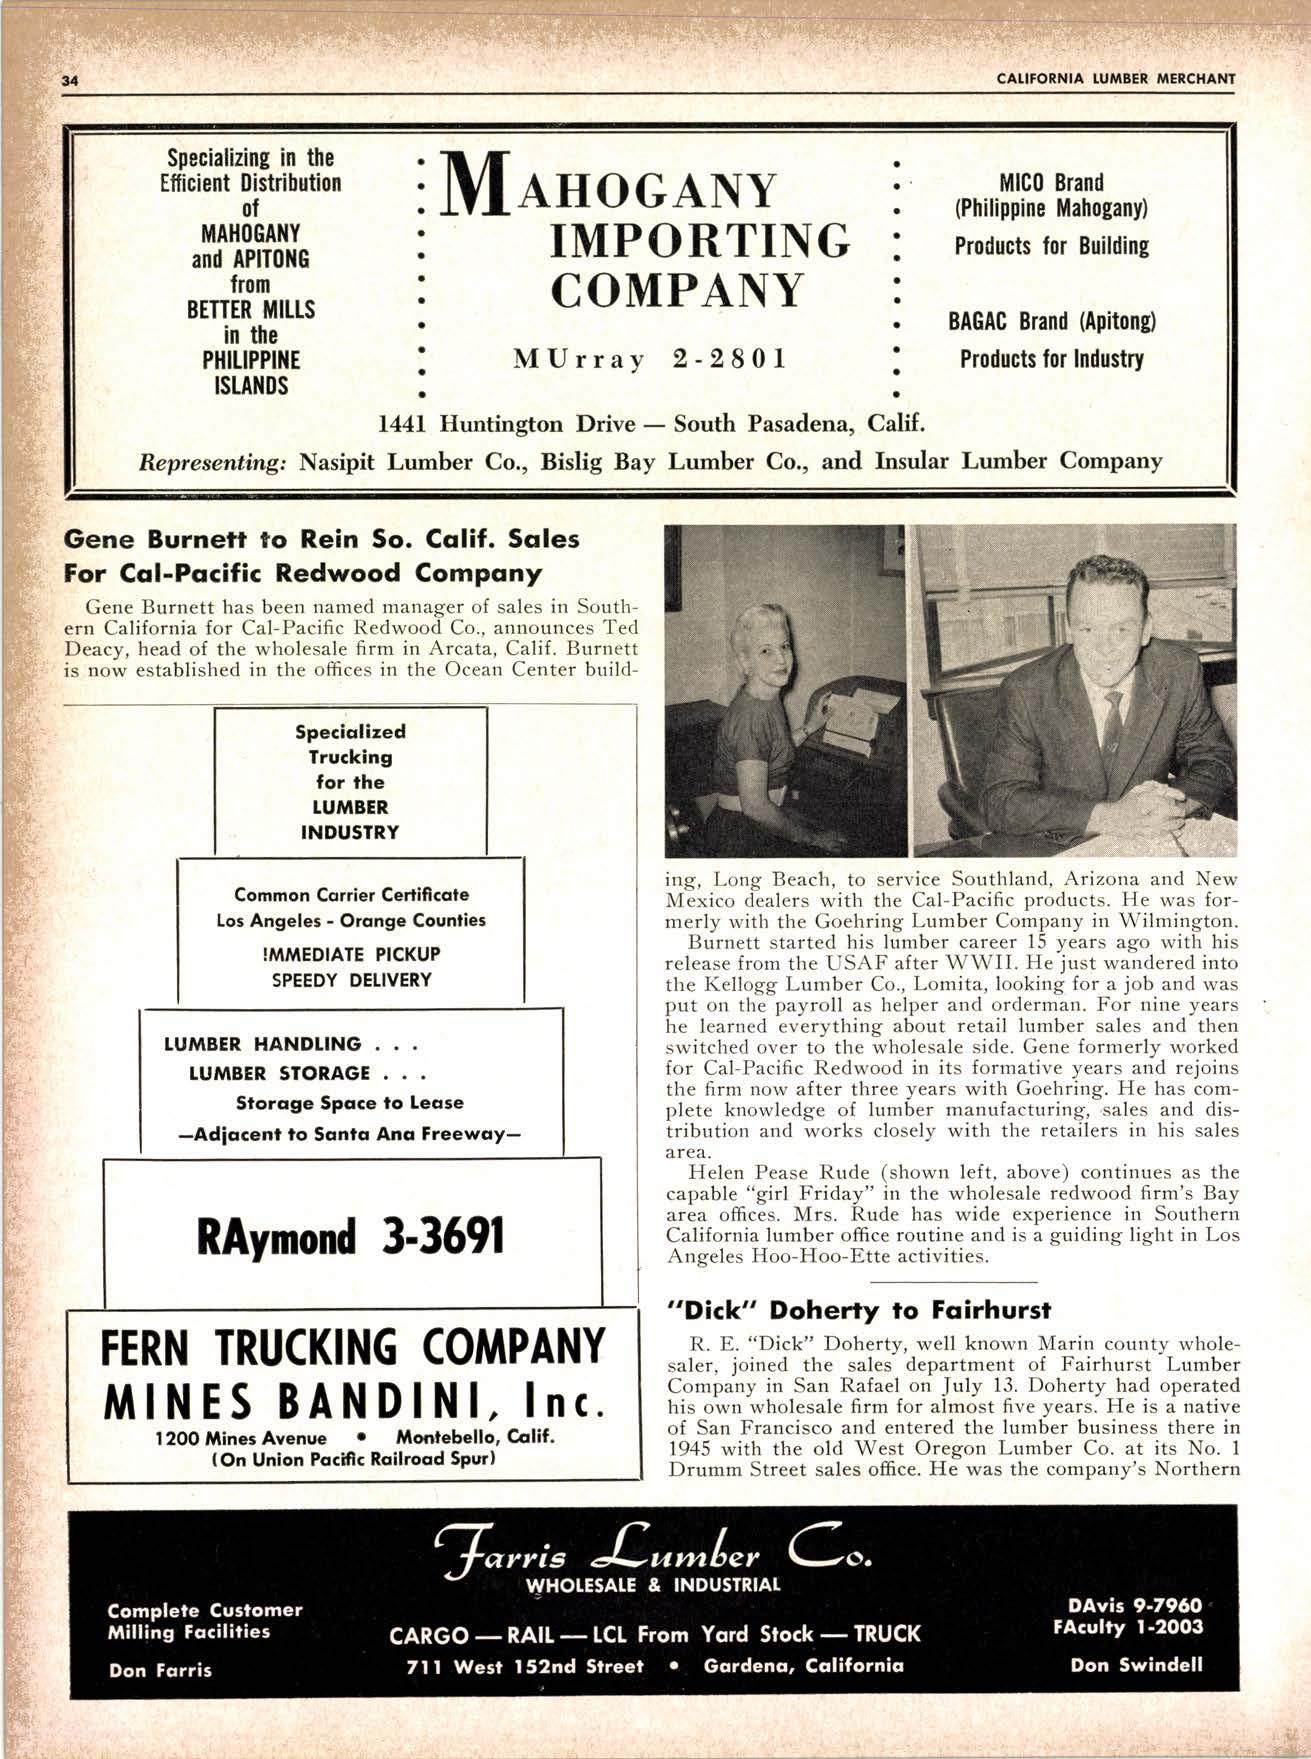 34
CALIFORNIA LUMBER MERCHANT
Specializing in the
Efficient Distribution
of
MAHOGANY
and APITONG
from
BETTER MILLS
in the
PHILIPPINE
ISLANDS
MAHOGANY
IMPORTING
COMPANY
MUrray 2-2801
MICO Brand
(Philippine Mahogany)
Products for Building
BAGAC Brand (Apitong)
Products for Industry
1441 Huntington Drive — South Pasadena, Calif.
Representing: Nasipit Lumber Co., Bislig Bay Lumber Co., and Insular Lumber Company
Gene Burnett to Rein So. Calif. Sales
For Cal-Pacific Redwood Company
Gene Burnett has been named manager of sales in South-
ern California for Cal-Pacific Redwood Co., announces Ted
Deacy, head of the wholesale firm in Arcata, Calif. Burnett
is now established in the offices in the Ocean Center build-
ing, Long Beach, to service Southland, Arizona and New
Mexico dealers with the Cal-Pacific products. He was for-
merly with the Goehring Lumber Company in Wilmington.
Burnett started his lumber career 15 years ago with his
release from the USAF after WWII. He just wandered into
the Kellogg Lumber Co., Lomita, looking for a job and was
put on the payroll as helper and orderman. For nine years
he learned everything about retail lumber sales and then
switched over to the wholesale side. Gene formerly worked
for Cal-Pacific Redwood in its formative years and rejoins
the firm now after three years with Goehring. He has com-
plete knowledge of lumber manufacturing, sales and dis-
tribution and works closely with the retailers in his sales
area.
Helen Pease Rude (shown left, above) continues as the
capable "girl Friday" in the wholesale redwood firm's Bay
area offices. Mrs. Rude has wide experience in Southern
California lumber office routine and is a guiding light in Los
Angeles Hoo-Hoo-Ette activities.
"Dick" Doherty to Fairhurst
R. E. "Dick" Doherty, well known Marin county whole-
saler, joined the sales department of Fairhurst Lumber
Company in San Rafael on July 13. Doherty had operated
his own wholesale firm for almost five years. He is a native
of San Francisco and entered the lumber business there in
1945 with the old West Oregon Lumber Co. at its No. 1
Drumm Street sales office. He was the company's Northern
Specialized
Trucking
for the
LUMBER
INDUSTRY
Common Carrier Certificate
Los Angeles - Orange Counties
IMMEDIATE PICKUP
SPEEDY DELIVERY
LUMBER HANDLING . . .
LUMBER STORAGE . . .
Storage Space to Lease
—Adjacent to Santa Ana Freeway—
RAymond 3-3691
FERN TRUCKING COMPANY
MINES BANDINI, Inc.
1200 Mines Avenue • Montebello, Calif.
(On Union Pacific Railroad Spur)
Farris Lumber Co.
WHOLESALE & INDUSTRIAL
Complete Customer
Milling Facilities
Don Farris
CARGO — RAIL — LCL From Yard Stock — TRUCK
711 West 152nd Street • Gardena, California
DAvis 9-7960
FAculty 1-2003
Don Swindell